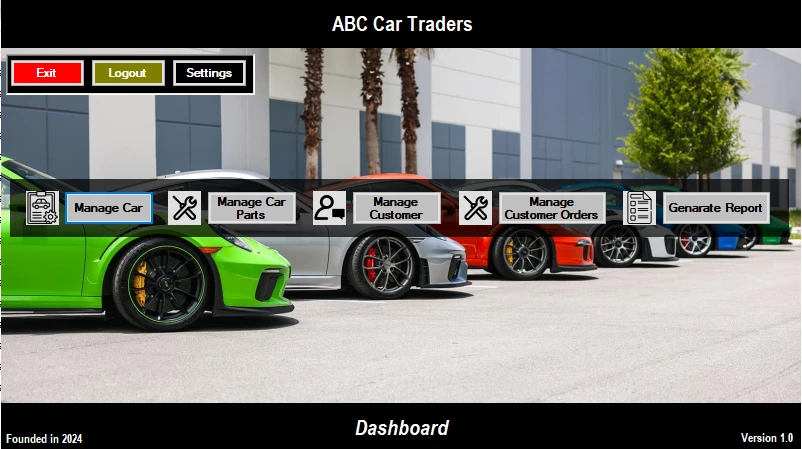 ABC Car Traders
Exit
Logout
Settings
Manage Car
Manage Car
Parts
Manage
Customer
Manage
Customer Orders
Genarate Report
Dashboard
Founded in 2024
Version 1.0